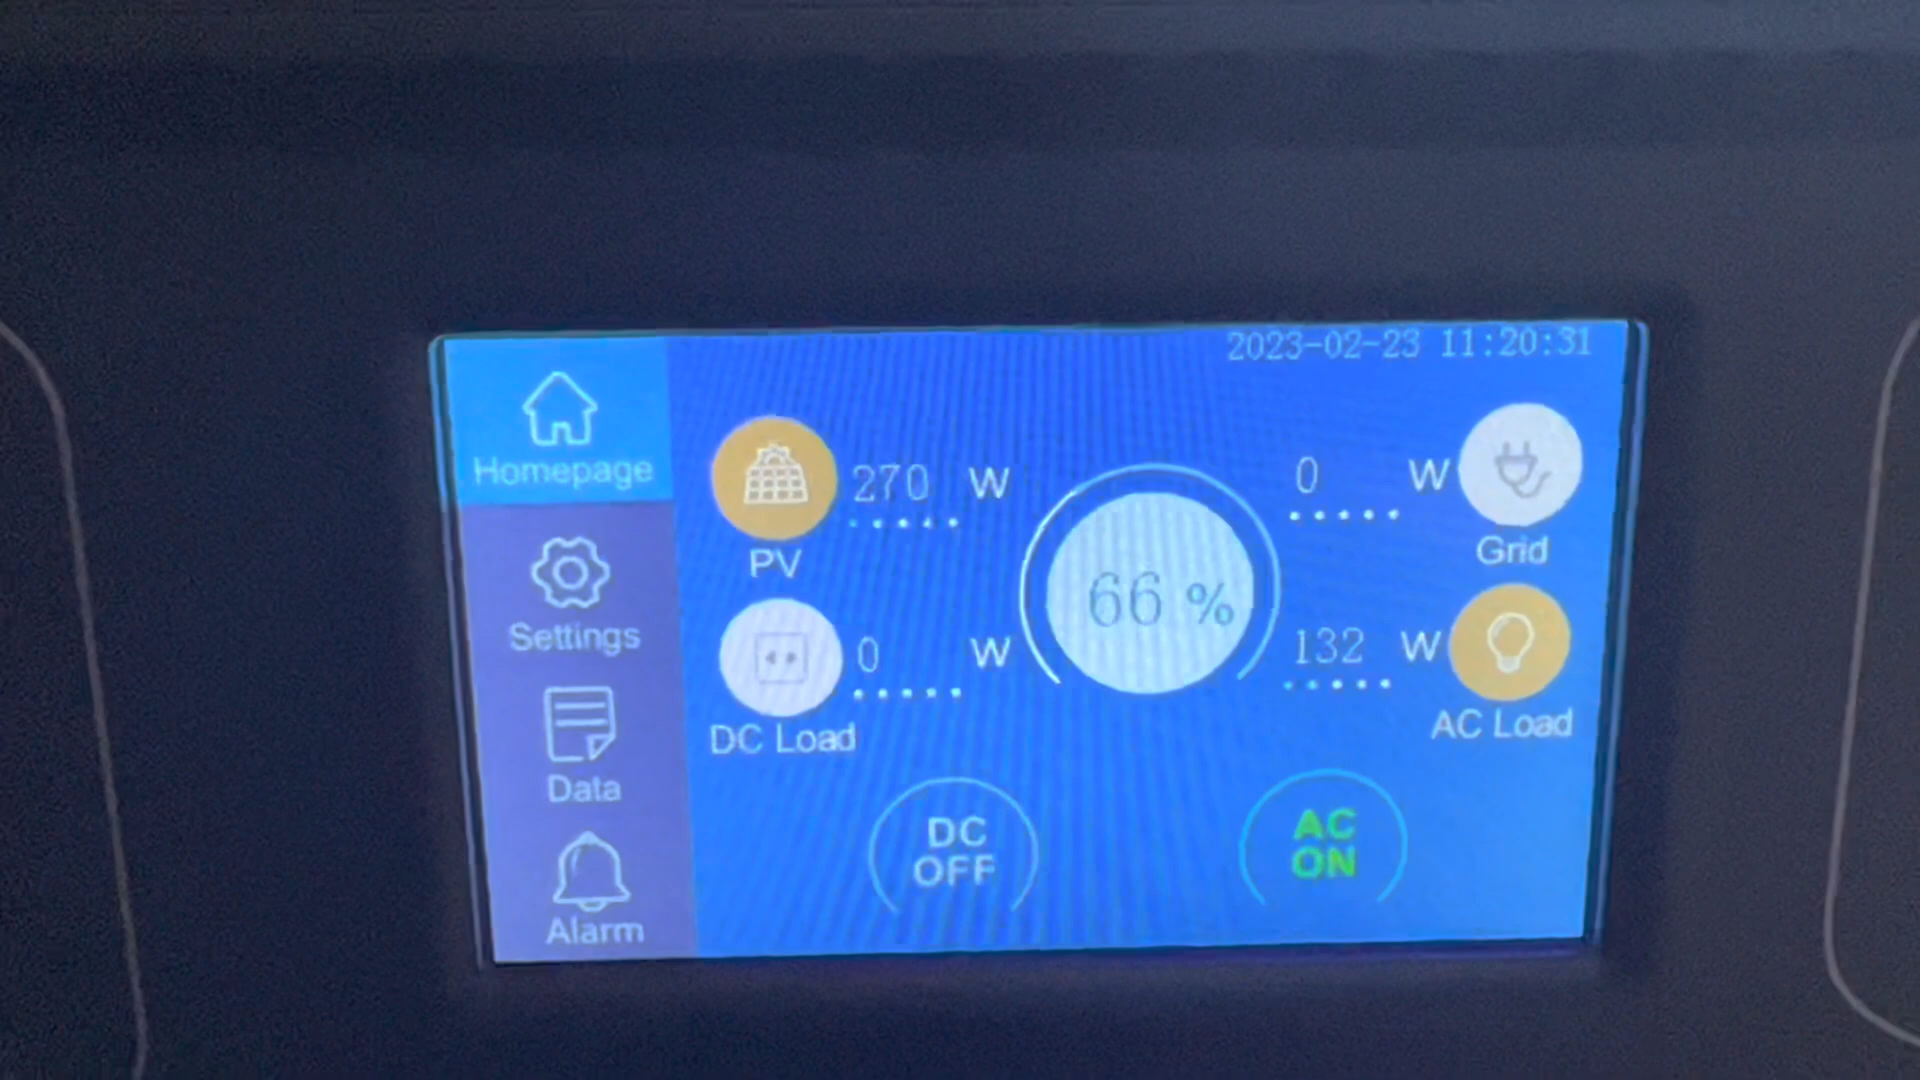 2023-02-23 11:20:31
Homepage
Settings
Data
Alarm
270 W
PV
0 W
DC Load
66 %
0 W
Grid
132 W
AC Load
DC
OFF
AC
ON